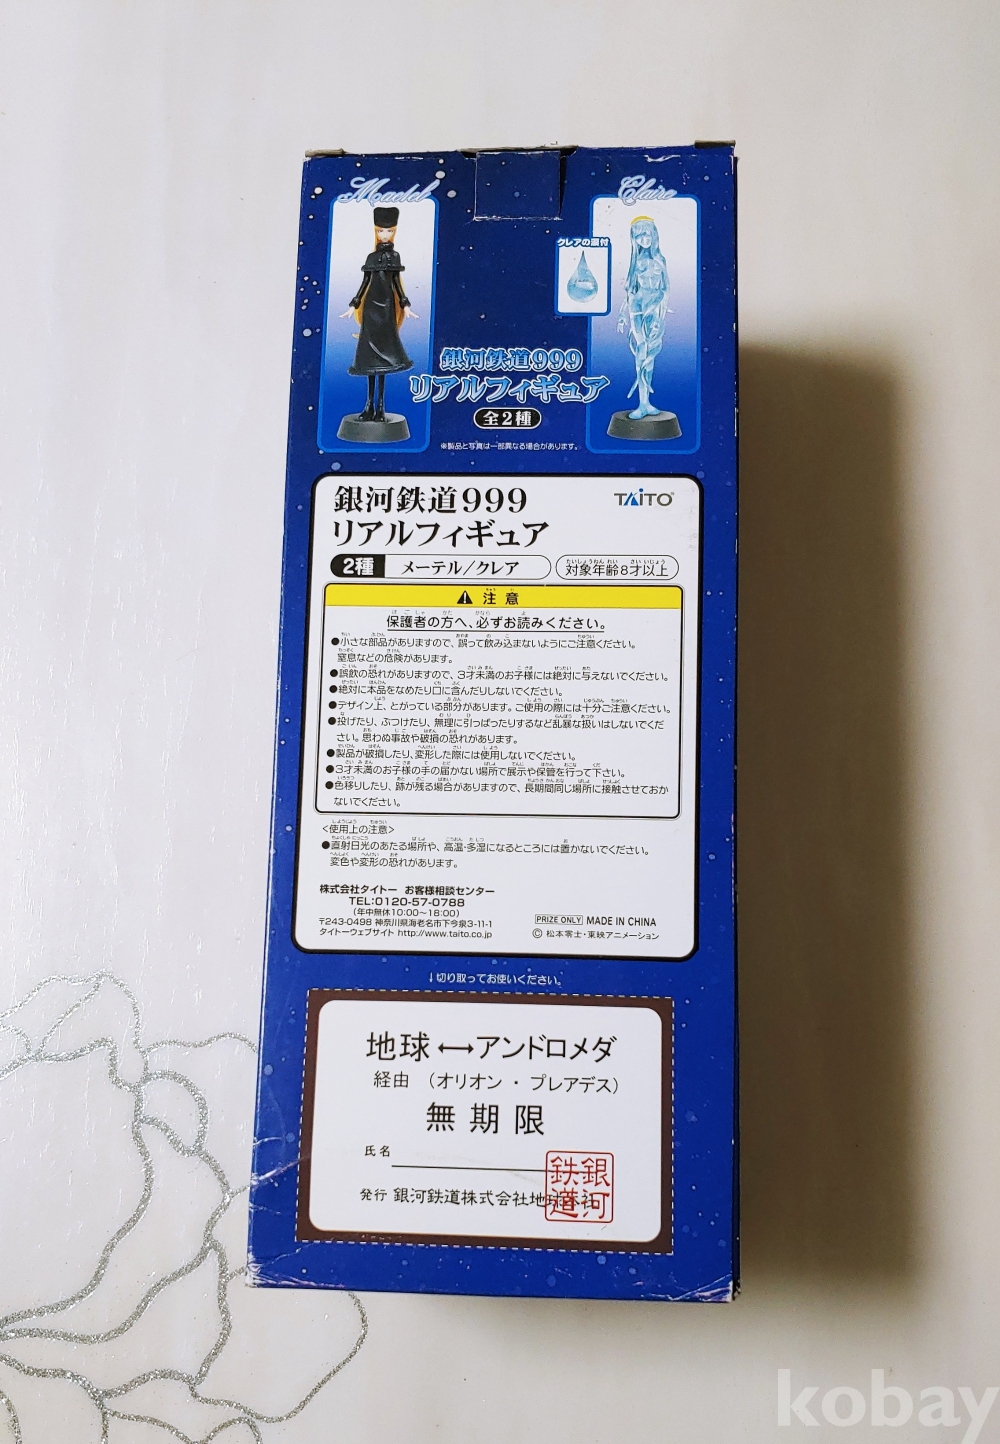 Maetel
Claire
クレアの涙付
銀河鉄道999
リアルフィギュア
全2種
※製品と写真は一部異なる場合があります。
銀河鉄道999
リアルフィギュア
TAITO
2種 メーテル/クレア
対象年齢8才以上
注意
保護者の方へ、必ずお読みください。
●小さな部品がありますので、誤って飲み込まないようにご注意ください。
窒息などの危険があります。
●誤飲の恐れがありますので、3才未満のお子様には絶対に与えないでください。
●絶対に本品をなめたり口に含んだりしないでください。
●デザイン上、とがっている部分があります。ご使用の際には十分ご注意ください。
●投げたり、ぶつけたり、無理に引っぱったりするなど乱暴な扱いはしないでくだ
さい。思わぬ事故や破損の恐れがあります。
●製品が破損したり、変形した際には使用しないでください。
●3才未満のお子様の手の届かない場所で展示や保管を行って下さい。
●色移りしたり、跡が残る場合がありますので、長期間同じ場所に接触させておか
ないでください。
<使用上の注意>
●直射日光のあたる場所や、高温・多湿になるところには置かないでください。
変色や変形の恐れがあります。
株式会社タイトー お客様相談センター
TEL:0120-57-0788
(年中無休10:00～18:00)
〒243-0498 神奈川県海老名市下今泉3-11-1
タイトーウェブサイト http://www.taito.co.jp
PRIZE ONLY MADE IN CHINA
© 松本零士・東映アニメーション
↓切り取ってお使いください。
地球↔アンドロメダ
経由 (オリオン・プレアデス)
無期限
氏名
発行 銀河鉄道株式会社地球本社
銀河鉄道
kobay